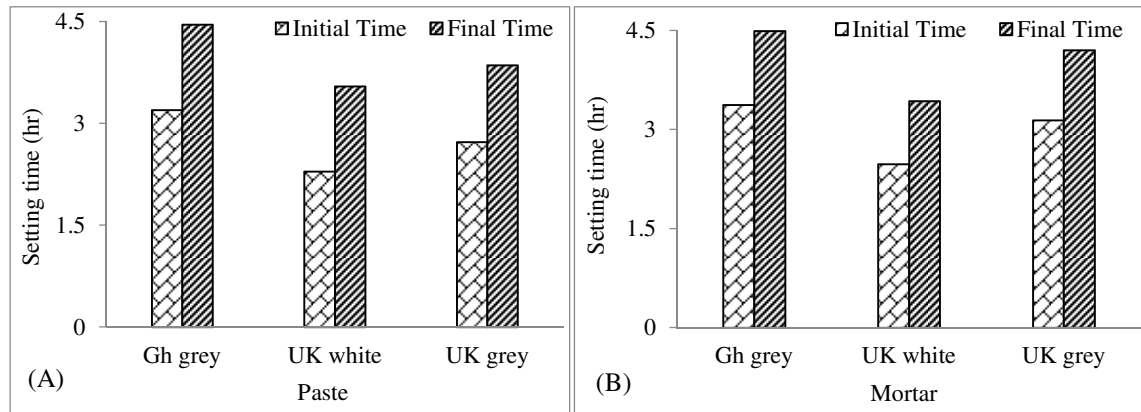 4.5
Initial Time Final Time
3
1.5
0
Setting time (hr)
Gh grey UK white UK grey
(A)
Paste
4.5
Initial Time Final Time
3
1.5
0
Setting time (hr)
Gh grey UK white UK grey
(B)
Mortar